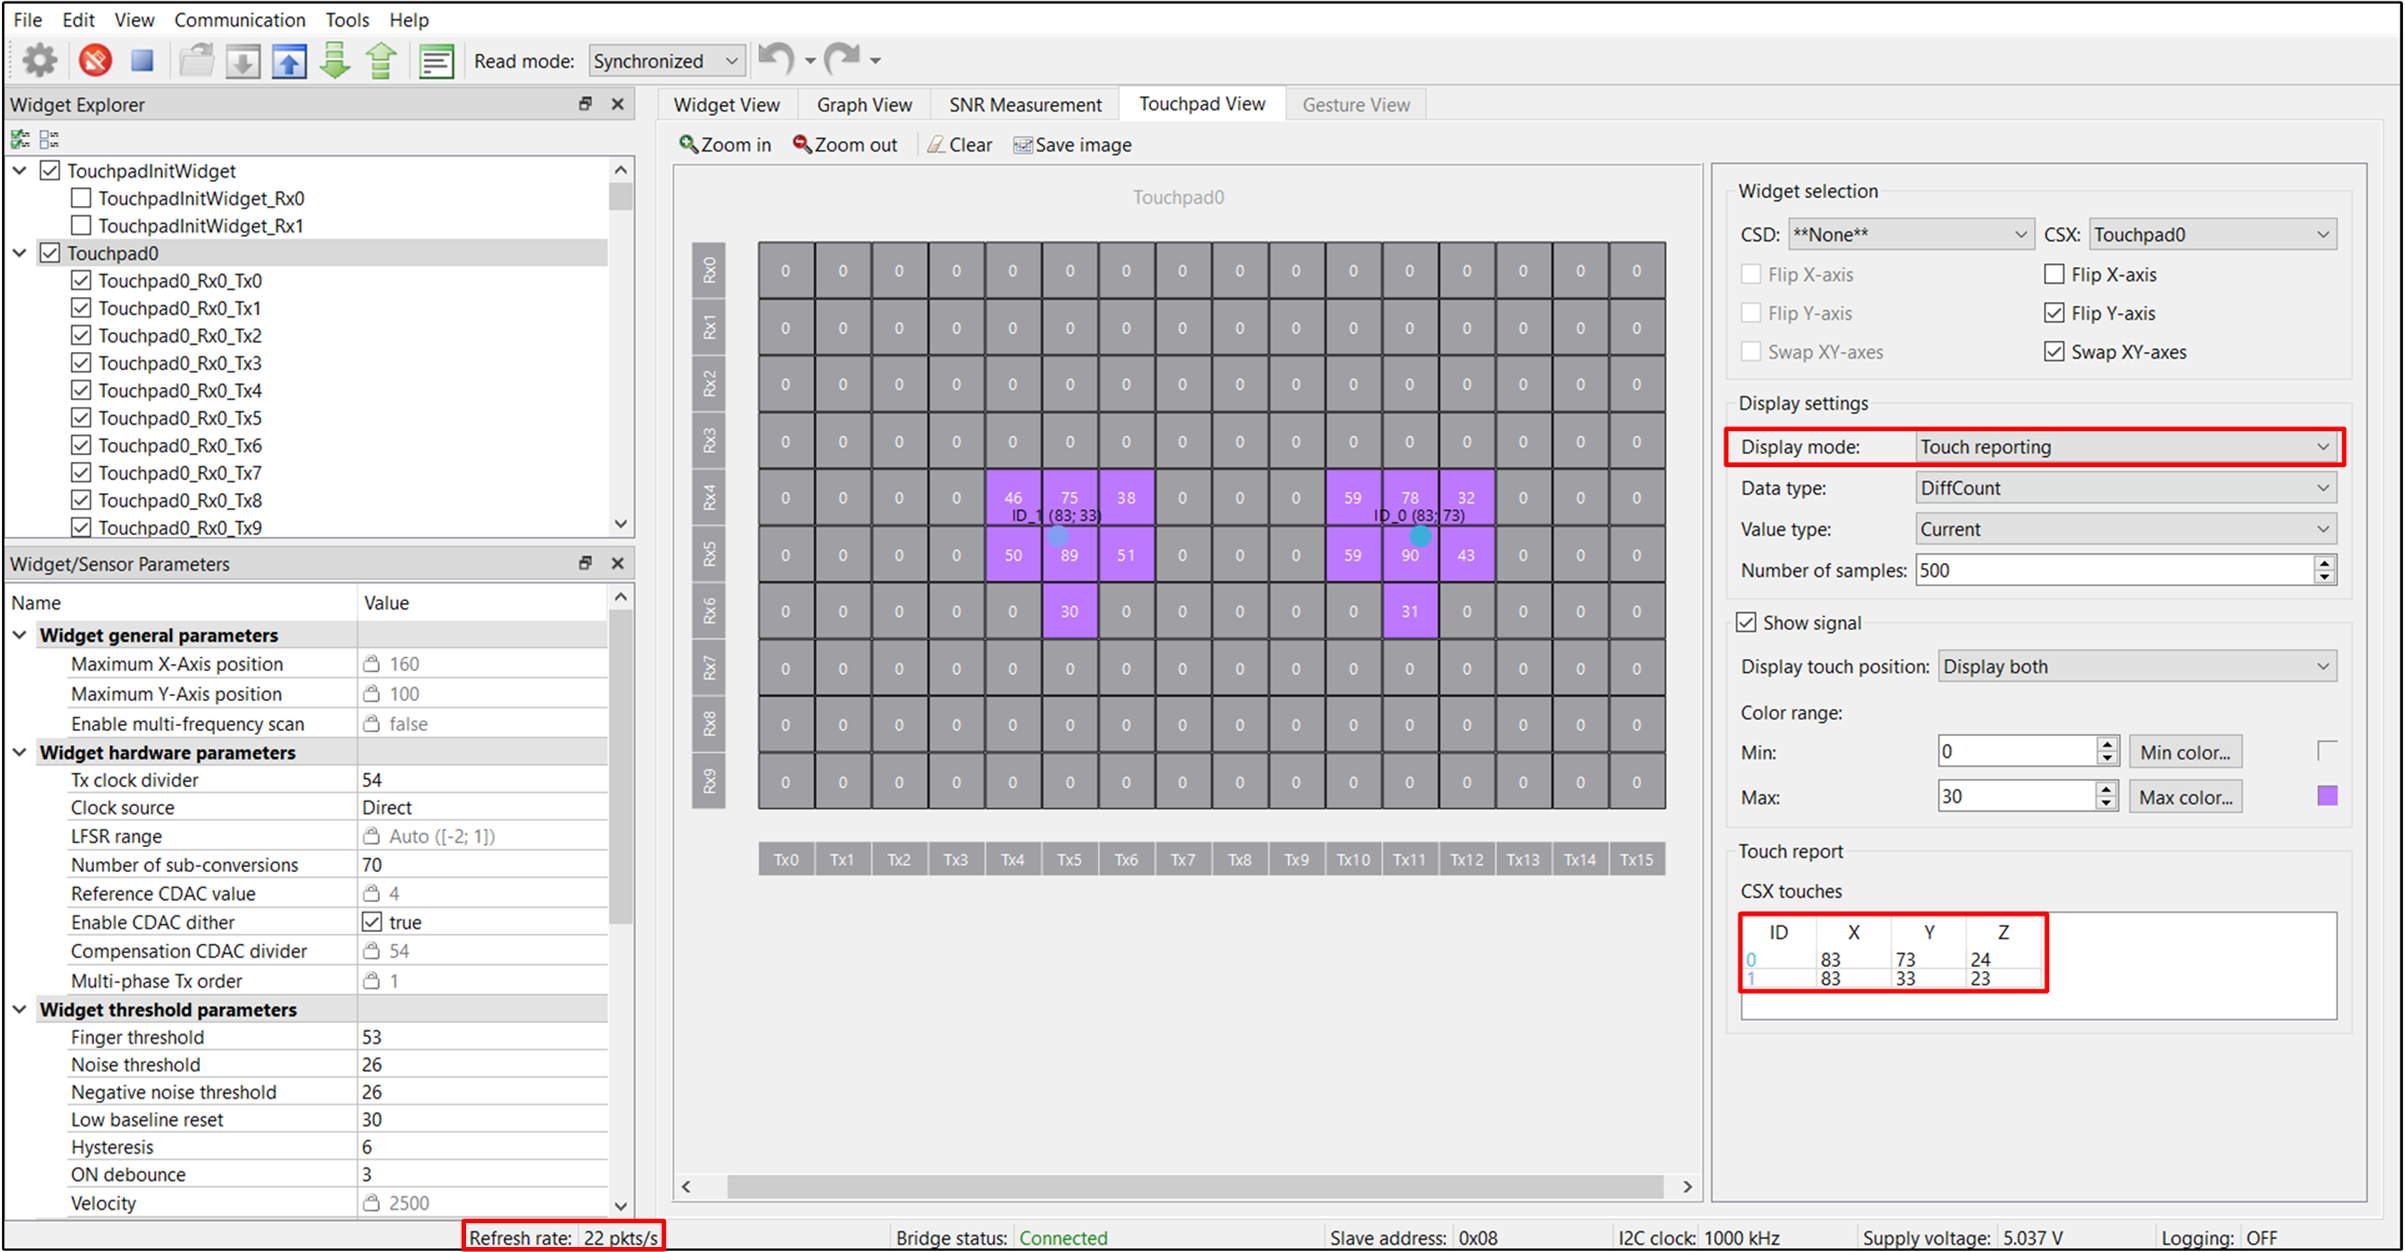 File Edit View Communication Tools Help
Read mode: Synchronized
Widget Explorer
TouchpadInitWidget
TouchpadInitWidget_Rx0
TouchpadInitWidget_Rx1
Touchpad0
Touchpad0_Rx0_Tx0
Touchpad0_Rx0_Tx1
Touchpad0_Rx0_Tx2
Touchpad0_Rx0_Tx3
Touchpad0_Rx0_Tx4
Touchpad0_Rx0_Tx5
Touchpad0_Rx0_Tx6
Touchpad0_Rx0_Tx7
Touchpad0_Rx0_Tx8
Touchpad0_Rx0_Tx9
Widget/Sensor Parameters
Name Value
Widget general parameters
Maximum X-Axis position 160
Maximum Y-Axis position 100
Enable multi-frequency scan false
Widget hardware parameters
Tx clock divider 54
Clock source Direct
LFSR range Auto ([-2; 1])
Number of sub-conversions 70
Reference CDAC value 4
Enable CDAC dither true
Compensation CDAC divider 54
Multi-phase Tx order 1
Widget threshold parameters
Finger threshold 53
Noise threshold 26
Negative noise threshold 26
Low baseline reset 30
Hysteresis 6
ON debounce 3
Velocity 2500
Widget View Graph View SNR Measurement Touchpad View Gesture View
Zoom in Zoom out Clear Save image
Touchpad0
Rx0 0 0 0 0 0 0 0 0 0 0 0 0 0 0 0 0
Rx1 0 0 0 0 0 0 0 0 0 0 0 0 0 0 0 0
Rx2 0 0 0 0 0 0 0 0 0 0 0 0 0 0 0 0
Rx3 0 0 0 0 0 0 0 0 0 0 0 0 0 0 0 0
Rx4 0 0 0 0 46 75 38 0 0 0 59 78 32 0 0 0
ID_1 (83; 33) ID_0 (83; 73)
Rx5 0 0 0 0 50 89 51 0 0 0 59 90 43 0 0 0
Rx6 0 0 0 0 0 30 0 0 0 0 0 31 0 0 0 0
Rx7 0 0 0 0 0 0 0 0 0 0 0 0 0 0 0 0
Rx8 0 0 0 0 0 0 0 0 0 0 0 0 0 0 0 0
Rx9 0 0 0 0 0 0 0 0 0 0 0 0 0 0 0 0
Tx0 Tx1 Tx2 Tx3 Tx4 Tx5 Tx6 Tx7 Tx8 Tx9 Tx10 Tx11 Tx12 Tx13 Tx14 Tx15
Widget selection
CSD: **None** CSX: Touchpad0
Flip X-axis Flip X-axis
Flip Y-axis Flip Y-axis
Swap XY-axes Swap XY-axes
Display settings
Display mode: Touch reporting
Data type: DiffCount
Value type: Current
Number of samples: 500
Show signal
Display touch position: Display both
Color range:
Min: 0 Min color...
Max: 30 Max color...
Touch report
CSX touches
ID X Y Z
0 83 73 24
1 83 33 23
Refresh rate: 22 pkts/s Bridge status: Connected Slave address: 0x08 I2C clock: 1000 kHz Supply voltage: 5.037 V Logging: OFF